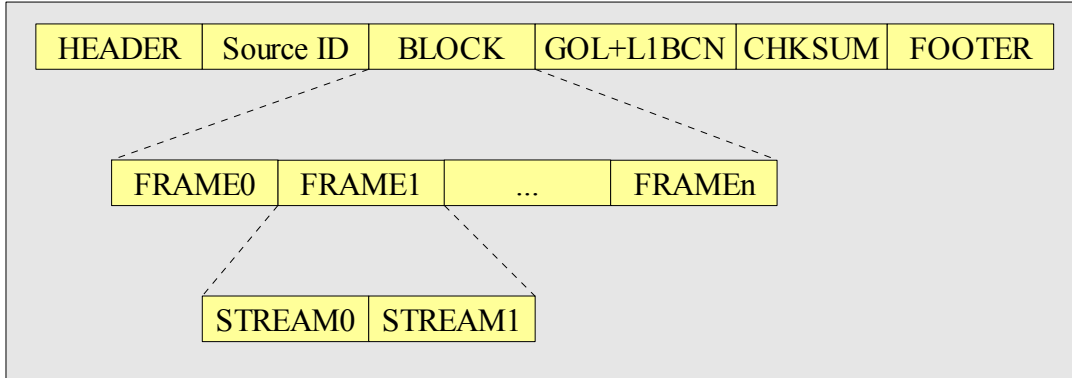 HEADER Source ID BLOCK GOL+L1BCN CHKSUM FOOTER
FRAME0 FRAME1 ... FRAMEn
STREAM0 STREAM1